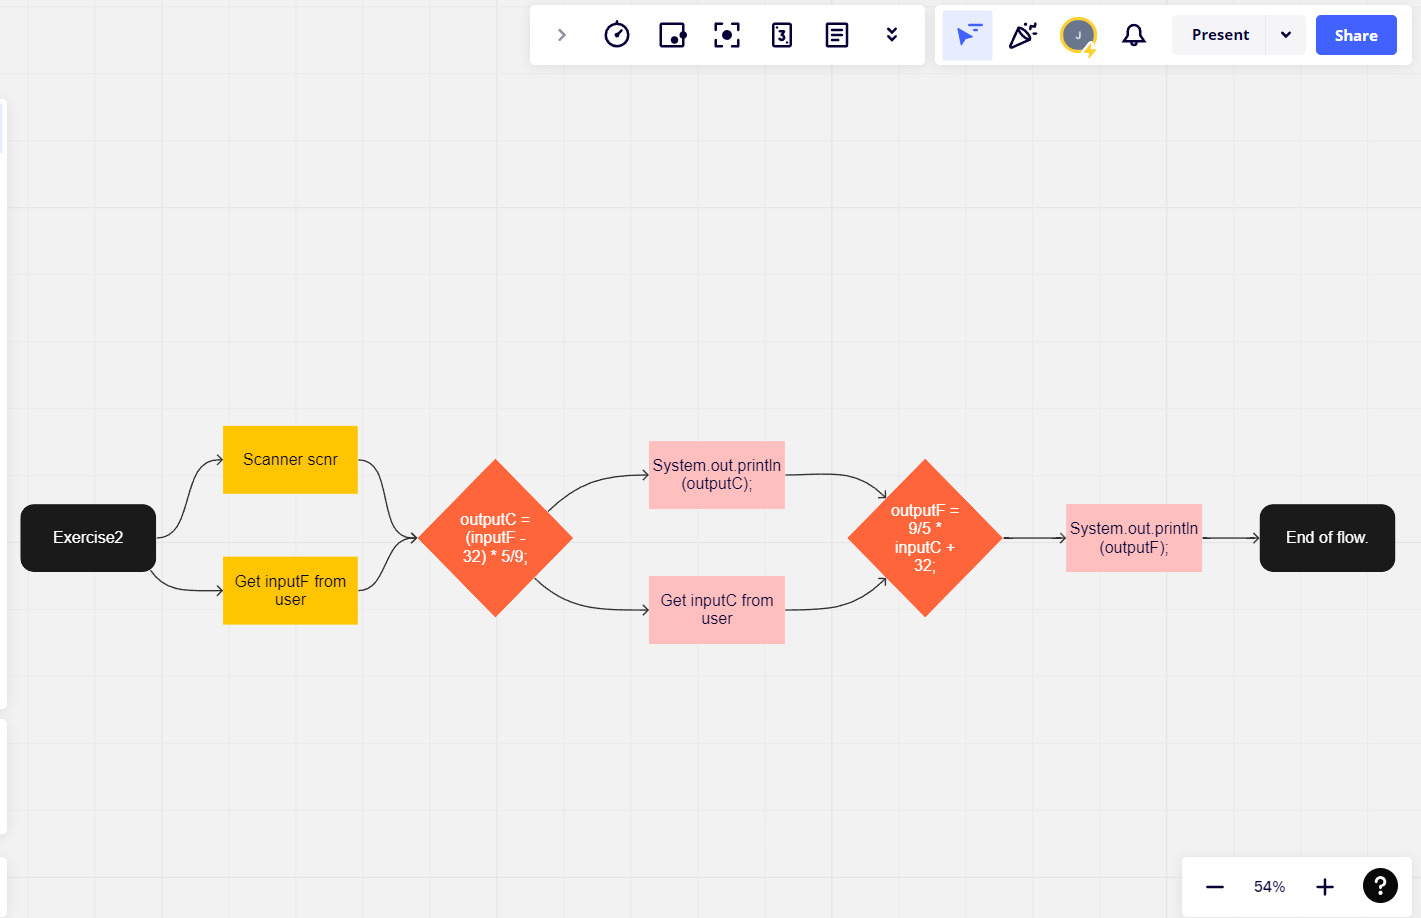 3
J
Present
Share
Exercise2
Scanner scnr
Get inputF from
user
outputC =
(inputF -
32) * 5/9;
System.out.println
(outputC);
Get inputC from
user
outputF =
9/5 *
inputC +
32;
System.out.println
(outputF);
End of flow.
54%
?